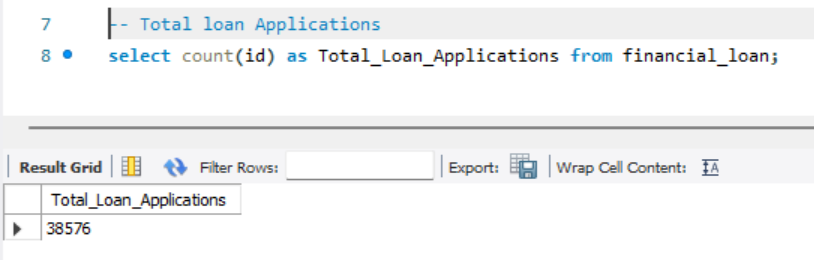 7 -- Total loan Applications
8 select count(id) as Total_Loan_Applications from financial_loan;
Result Grid Filter Rows: Export: Wrap Cell Content: IA
Total_Loan_Applications
38576